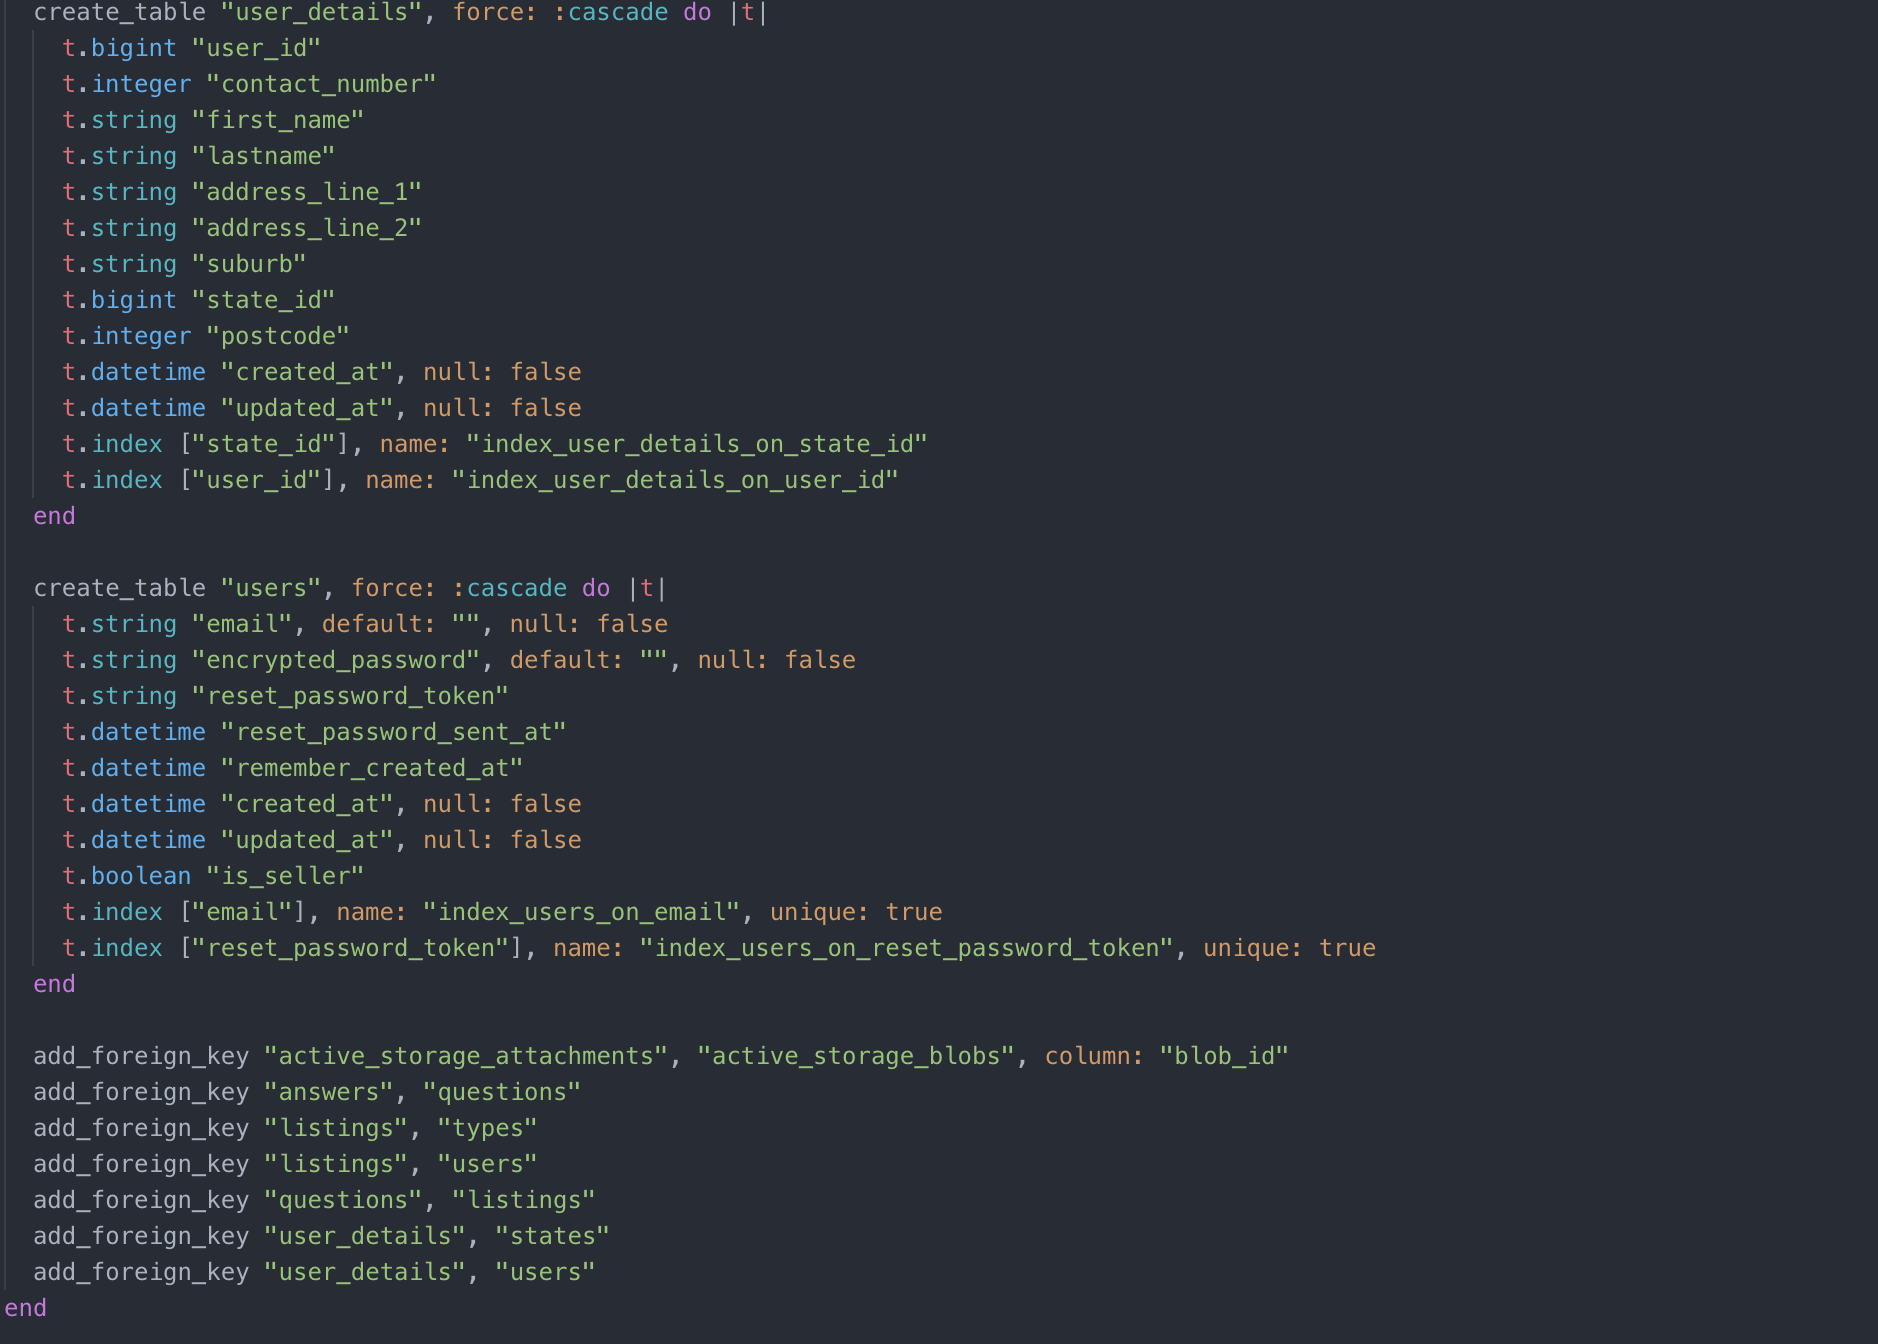 create_table "user_details", force: :cascade do |t|
t.bigint "user_id"
t.integer "contact_number"
t.string "first_name"
t.string "lastname"
t.string "address_line_1"
t.string "address_line_2"
t.string "suburb"
t.bigint "state_id"
t.integer "postcode"
t.datetime "created_at", null: false
t.datetime "updated_at", null: false
t.index ["state_id"], name: "index_user_details_on_state_id"
t.index ["user_id"], name: "index_user_details_on_user_id"
end
create_table "users", force: :cascade do |t|
t.string "email", default: "", null: false
t.string "encrypted_password", default: "", null: false
t.string "reset_password_token"
t.datetime "reset_password_sent_at"
t.datetime "remember_created_at"
t.datetime "created_at", null: false
t.datetime "updated_at", null: false
t.boolean "is_seller"
t.index ["email"], name: "index_users_on_email", unique: true
t.index ["reset_password_token"], name: "index_users_on_reset_password_token", unique: true
end
add_foreign_key "active_storage_attachments", "active_storage_blobs", column: "blob_id"
add_foreign_key "answers", "questions"
add_foreign_key "listings", "types"
add_foreign_key "listings", "users"
add_foreign_key "questions", "listings"
add_foreign_key "user_details", "states"
add_foreign_key "user_details", "users"
end